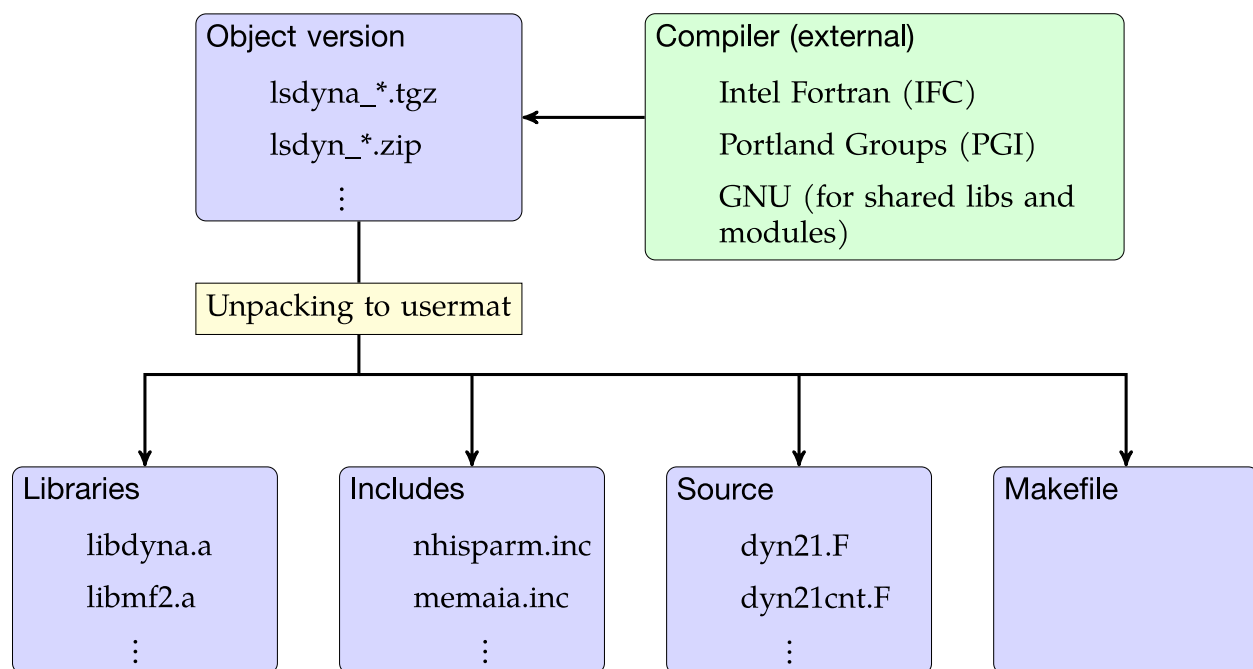 Object version
lsdyna_*.tgz
lsdyn_*.zip
⋮
Compiler (external)
Intel Fortran (IFC)
Portland Groups (PGI)
GNU (for shared libs and
modules)
Unpacking to usermat
Libraries
libdyna.a
libmf2.a
⋮
Includes
nhisparm.inc
memaia.inc
⋮
Source
dyn21.F
dyn21cnt.F
⋮
Makefile